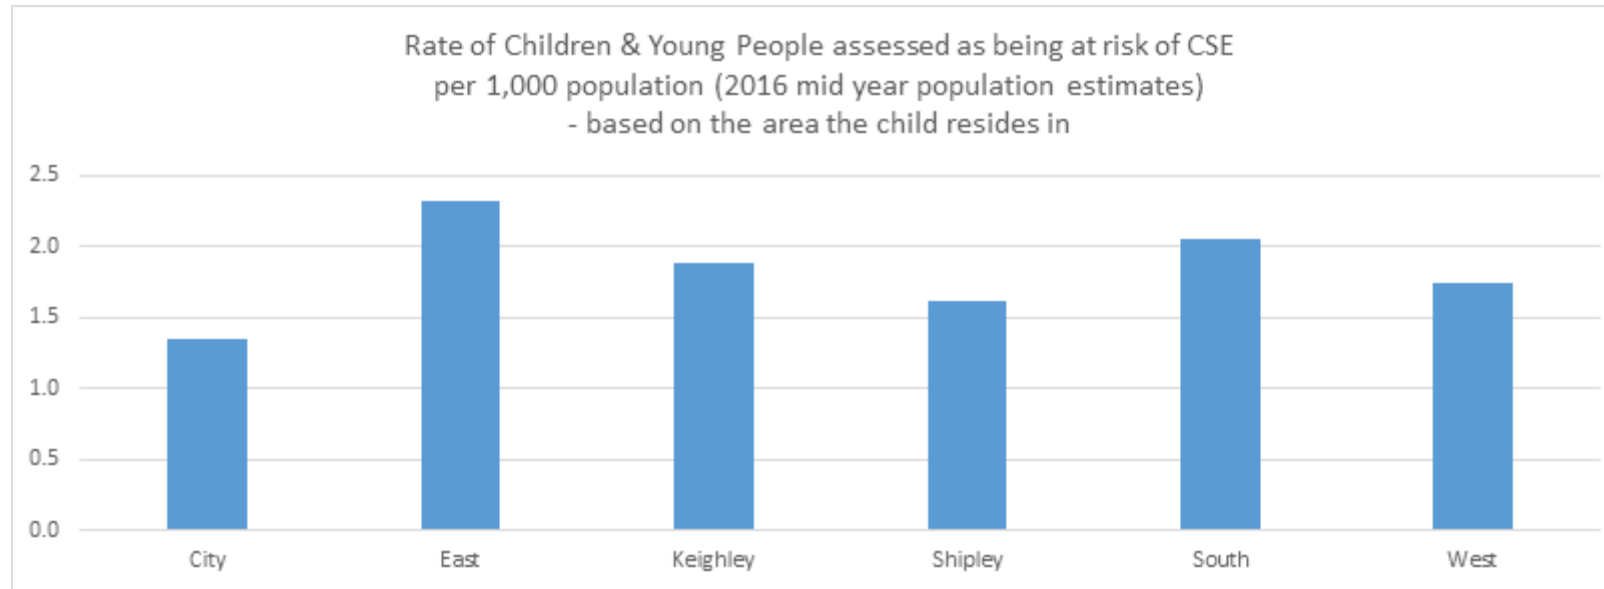 Rate of Children & Young People assessed as being at risk of CSE
per 1,000 population (2016 mid year population estimates)
- based on the area the child resides in
2.5
2.0
1.5
1.0
0.5
0.0
City East Keighley Shipley South West